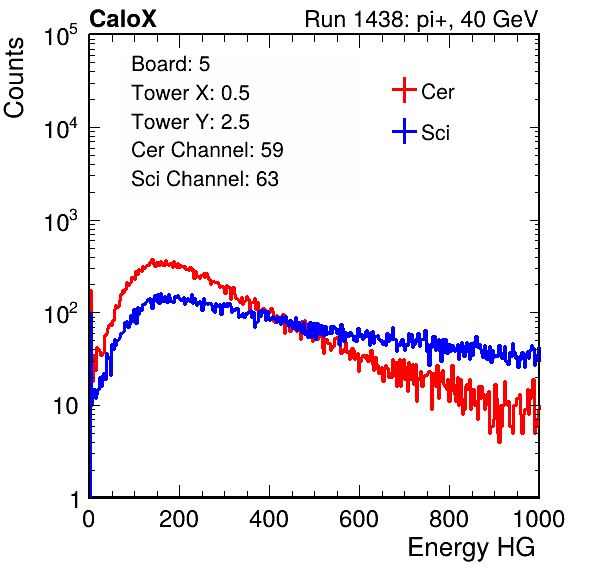 CaloX Run 1438: pi+, 40 GeV
Board: 5
Tower X: 0.5
Tower Y: 2.5
Cer Channel: 59
Sci Channel: 63
Cer
Sci
Counts
10^5
10^4
10^3
10^2
10
1
0 200 400 600 800 1000
Energy HG